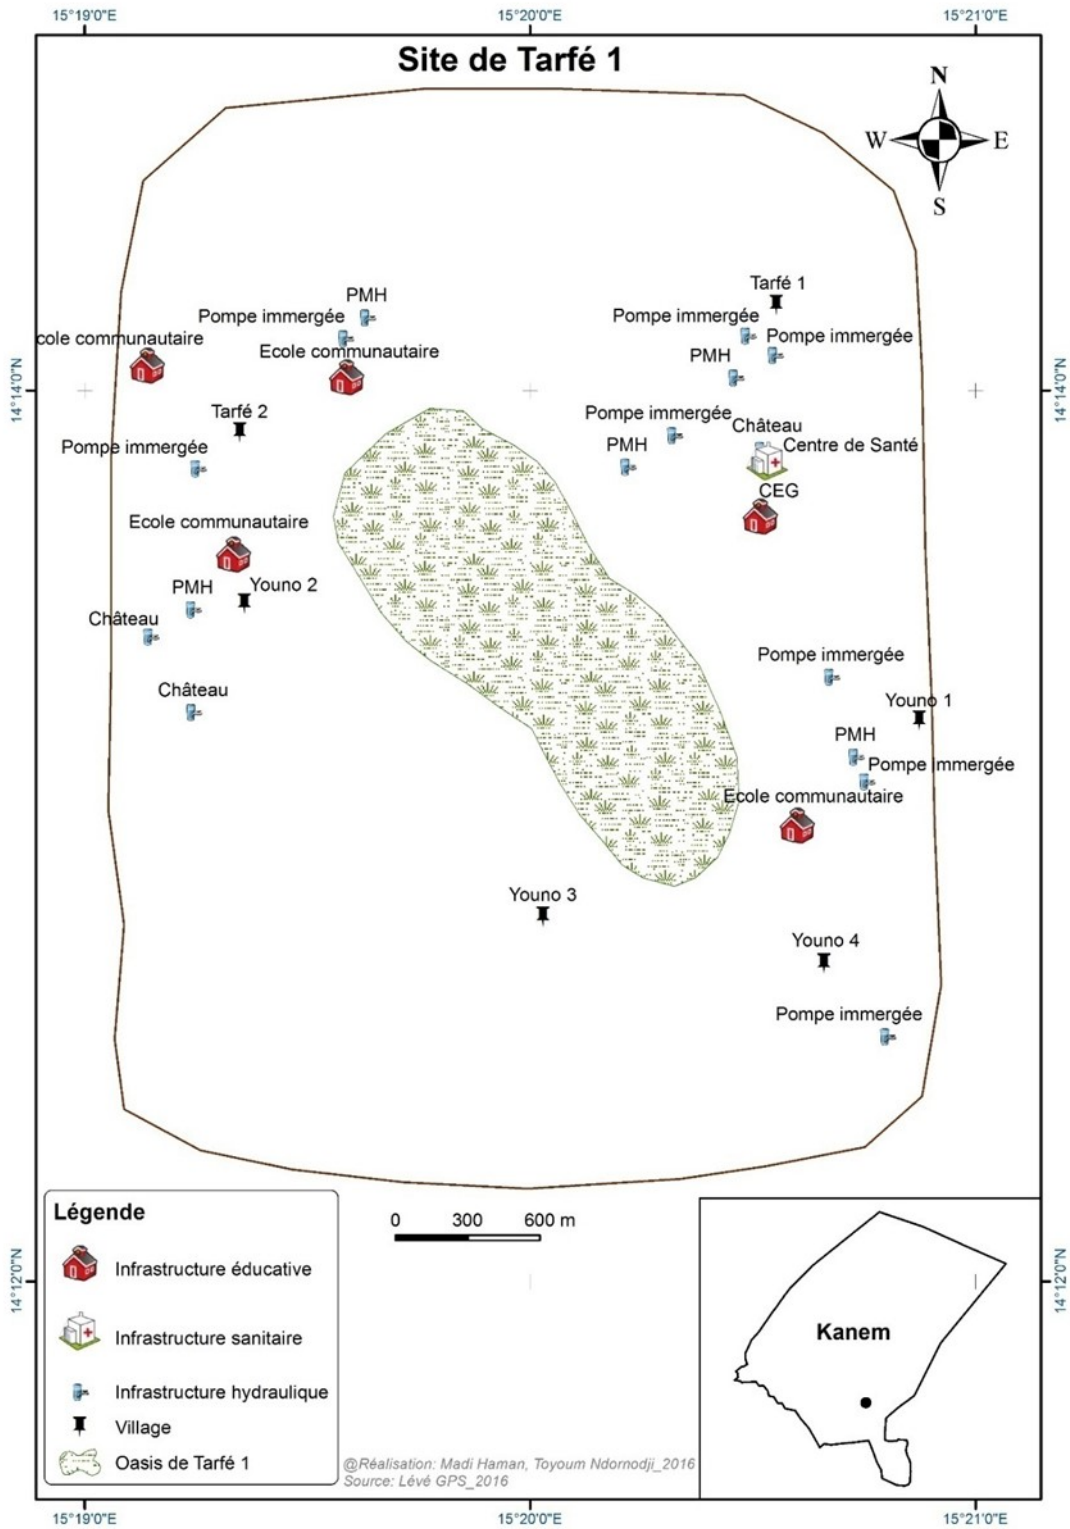 15°19'0"E 15°20'0"E 15°21'0"E
Site de Tarfé 1
N
W E
S
Tarfé 1
PMH
Pompe immergée Pompe immergée
cole communautaire Pompe immergée
Ecole communautaire PMH
14°14'0"N 14°14'0"N
Tarfé 2 Pompe immergée
Château
Pompe immergée PMH Centre de Santé
CEG
Ecole communautaire
PMH Youno 2
Château
Pompe immergée
Château
Youno 1
PMH
Pompe immergée
Ecole communautaire
Youno 3
Youno 4
Pompe immergée
Légende
0 300 600 m
Infrastructure éducative
14°12'0"N 14°12'0"N
Infrastructure sanitaire
Kanem
Infrastructure hydraulique
Village
Oasis de Tarfé 1
@Réalisation: Madi Haman, Toyoum Ndornodji_2016
Source: Lévé GPS_2016
15°19'0"E 15°20'0"E 15°21'0"E